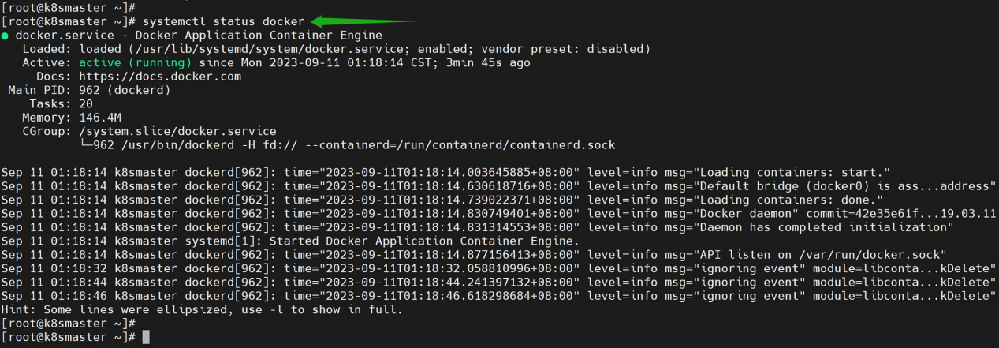 [root@k8smaster ~]#
[root@k8smaster ~]# systemctl status docker
● docker.service - Docker Application Container Engine
   Loaded: loaded (/usr/lib/systemd/system/docker.service; enabled; vendor preset: disabled)
   Active: active (running) since Mon 2023-09-11 01:18:14 CST; 3min 45s ago
     Docs: https://docs.docker.com
 Main PID: 962 (dockerd)
    Tasks: 20
   Memory: 146.4M
   CGroup: /system.slice/docker.service
           └─962 /usr/bin/dockerd -H fd:// --containerd=/run/containerd/containerd.sock

Sep 11 01:18:14 k8smaster dockerd[962]: time="2023-09-11T01:18:14.003645885+08:00" level=info msg="Loading containers: start."
Sep 11 01:18:14 k8smaster dockerd[962]: time="2023-09-11T01:18:14.630618716+08:00" level=info msg="Default bridge (docker0) is ass...address"
Sep 11 01:18:14 k8smaster dockerd[962]: time="2023-09-11T01:18:14.739022371+08:00" level=info msg="Loading containers: done."
Sep 11 01:18:14 k8smaster dockerd[962]: time="2023-09-11T01:18:14.830749401+08:00" level=info msg="Docker daemon" commit=42e35e61f...19.03.11
Sep 11 01:18:14 k8smaster dockerd[962]: time="2023-09-11T01:18:14.831314553+08:00" level=info msg="Daemon has completed initialization"
Sep 11 01:18:14 k8smaster systemd[1]: Started Docker Application Container Engine.
Sep 11 01:18:14 k8smaster dockerd[962]: time="2023-09-11T01:18:14.877156413+08:00" level=info msg="API listen on /var/run/docker.sock"
Sep 11 01:18:32 k8smaster dockerd[962]: time="2023-09-11T01:18:32.058810996+08:00" level=info msg="ignoring event" module=libconta...kDelete"
Sep 11 01:18:44 k8smaster dockerd[962]: time="2023-09-11T01:18:44.241397132+08:00" level=info msg="ignoring event" module=libconta...kDelete"
Sep 11 01:18:46 k8smaster dockerd[962]: time="2023-09-11T01:18:46.618298684+08:00" level=info msg="ignoring event" module=libconta...kDelete"
Hint: Some lines were ellipsized, use -l to show in full.
[root@k8smaster ~]#
[root@k8smaster ~]#